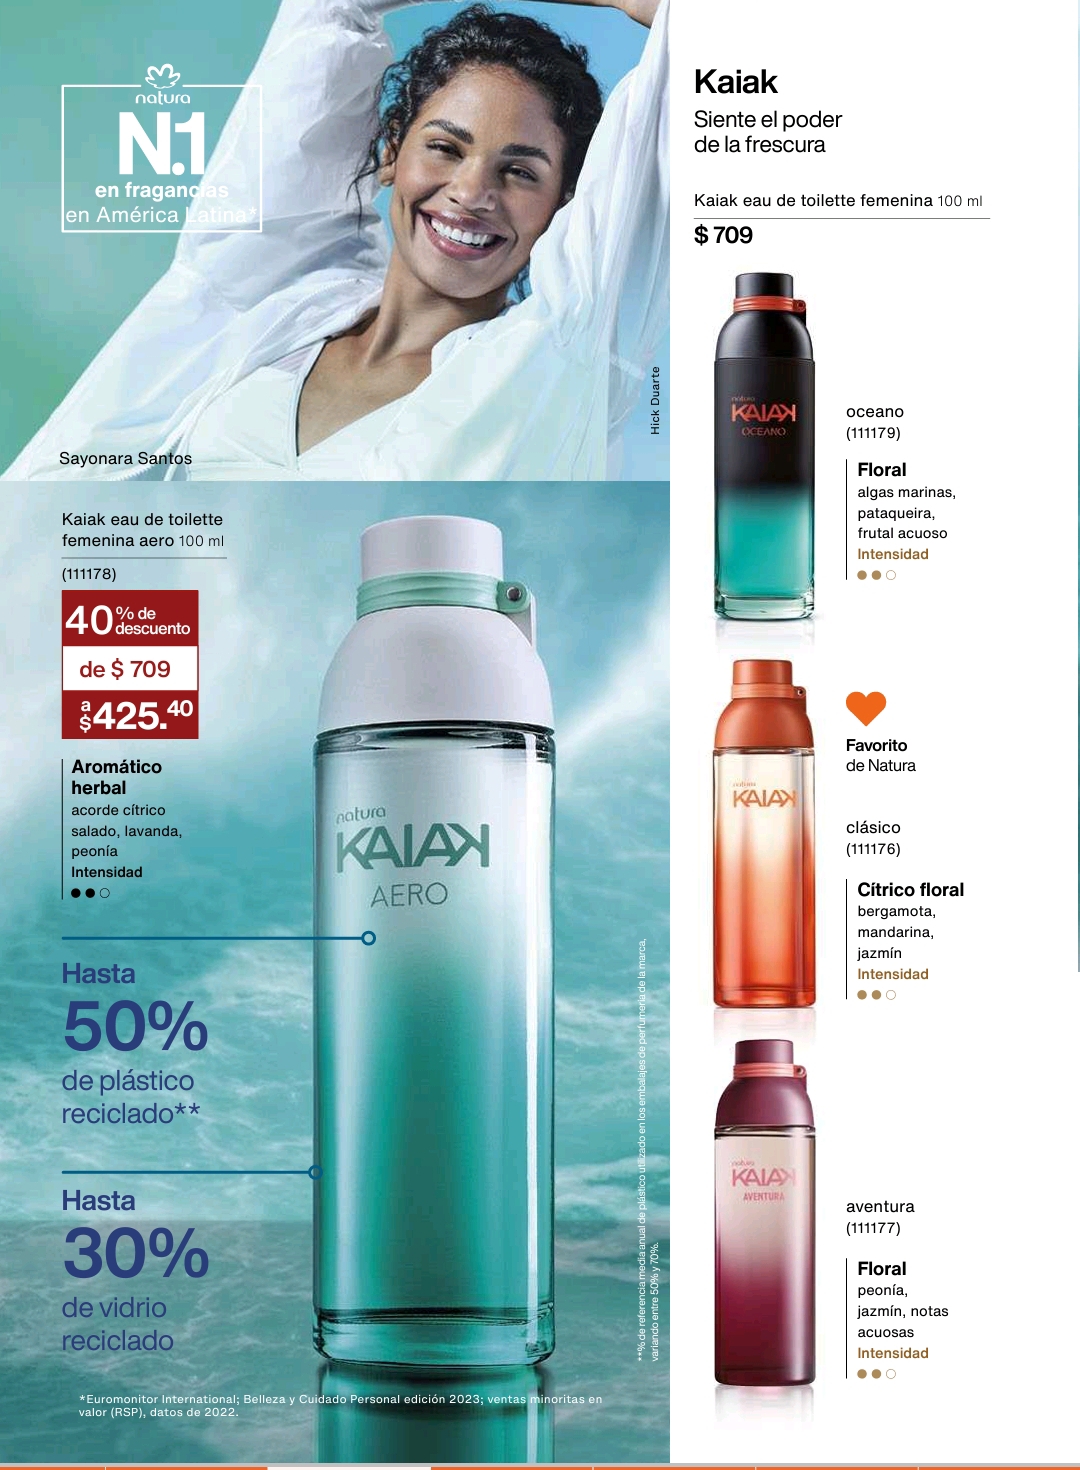 natura
N.1
en fragancias
en América Latina*
Sayonara Santos
Hick Duarte
Kaiak eau de toilette
femenina aero 100 ml
(111178)
40% de
descuento
de $ 709
a
$425.40
Aromático
herbal
acorde cítrico
salado, lavanda,
peonía
Intensidad
natura
KAIAK
AERO
Hasta
50%
de plástico
reciclado**
Hasta
30%
de vidrio
reciclado
**% de referencia media anual de plástico utilizado en los embalajes de perfumería de la marca,
variando entre 50% y 70%.
*Euromonitor International; Belleza y Cuidado Personal edición 2023; ventas minoritas en
valor (RSP), datos de 2022.
Kaiak
Siente el poder
de la frescura
Kaiak eau de toilette femenina 100 ml
$ 709
natura
KAIAK
OCEANO
oceano
(111179)
Floral
algas marinas,
pataqueira,
frutal acuoso
Intensidad
natura
KAIAK
Favorito
de Natura
clásico
(111176)
Cítrico floral
bergamota,
mandarina,
jazmín
Intensidad
natura
KAIAK
AVENTURA
aventura
(111177)
Floral
peonía,
jazmín, notas
acuosas
Intensidad